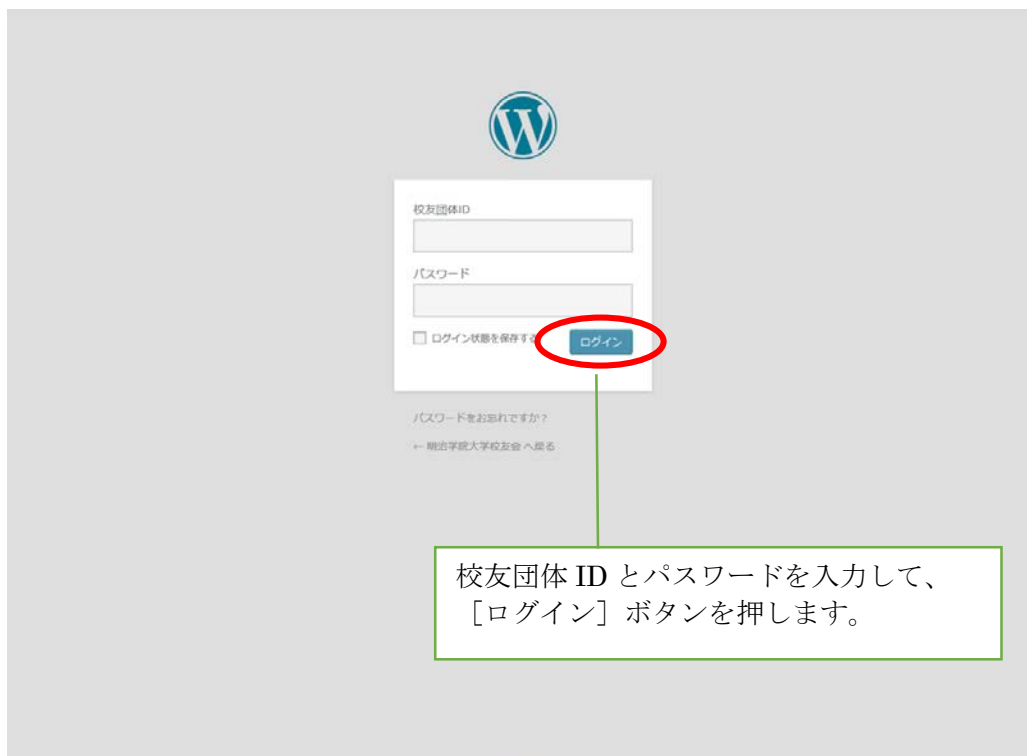 校友団体ID
パスワード
ログイン状態を保存する
ログイン
パスワードをお忘れですか?
← 明治学院大学校友会 へ戻る
校友団体 ID とパスワードを入力して、
［ログイン］ボタンを押します。